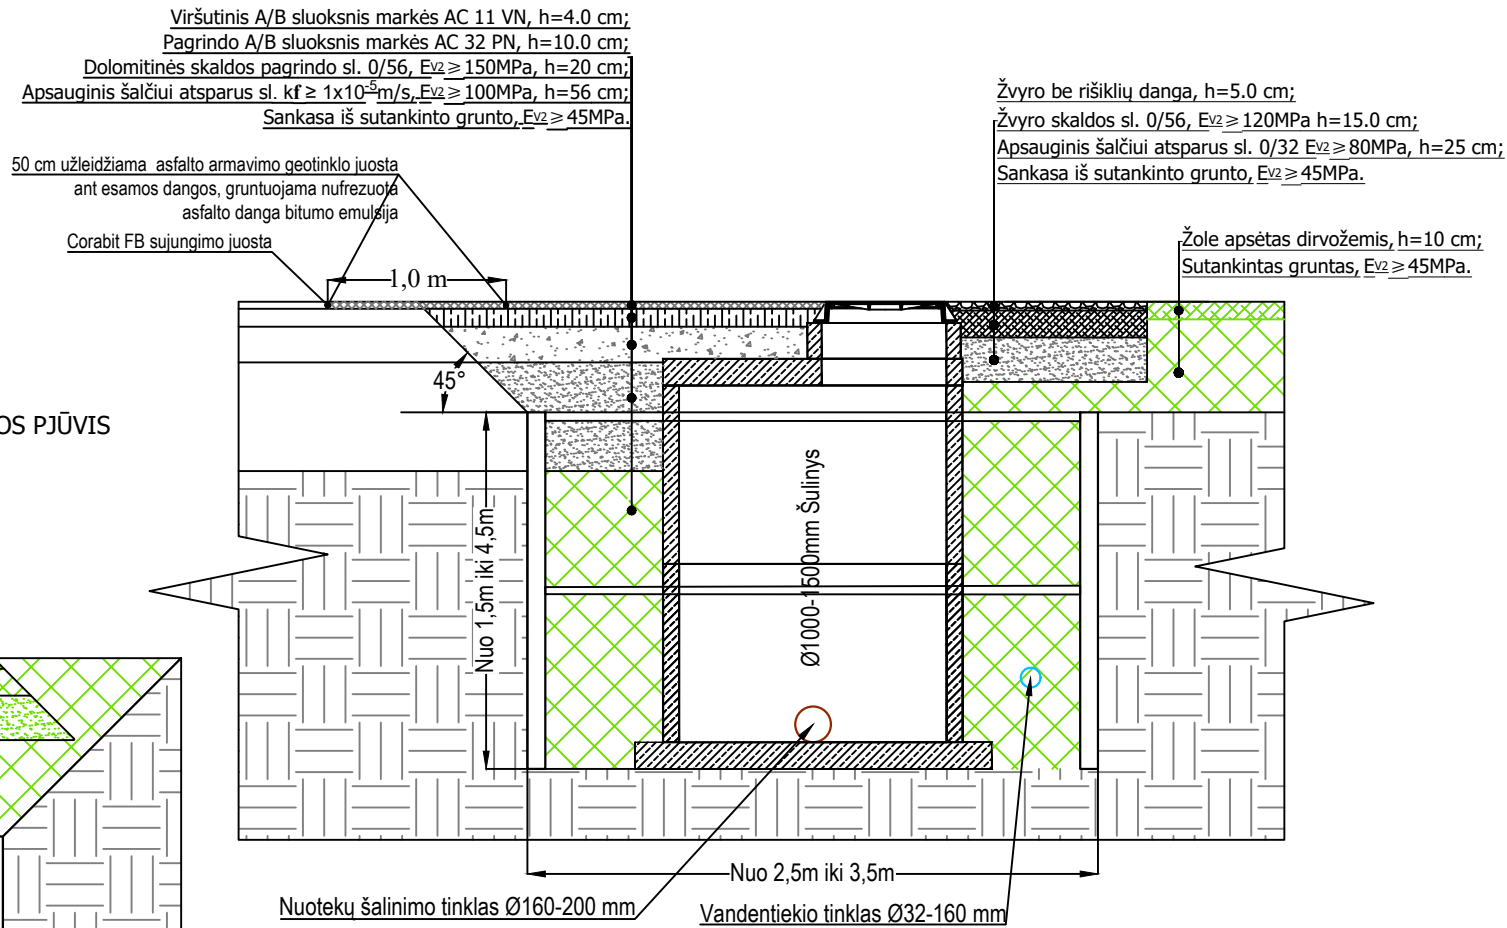 Viršutinis A/B sluoksnis markės AC 11 VN, h=4.0 cm;
Pagrindo A/B sluoksnis markės AC 32 PN, h=10.0 cm;
Dolomitinės skaldos pagrindo sl. 0/56, Ev2 ≥ 150MPa, h=20 cm;
Apsauginis šalčiui atsparus sl. kf ≥ 1x10-5m/s, Ev2 ≥ 100MPa, h=56 cm;
Sankasa iš sutankinto grunto, Ev2 ≥ 45MPa.
50 cm užleidžiama asfalto armavimo geotinklo juosta
ant esamos dangos, gruntuojama nufrezuota
asfalto danga bitumo emulsija
Corabit FB sujungimo juosta
Žvyro be rišiklių danga, h=5.0 cm;
Žvyro skaldos sl. 0/56, Ev2 ≥ 120MPa h=15.0 cm;
Apsauginis šalčiui atsparus sl. 0/32 Ev2 ≥ 80MPa, h=25 cm;
Sankasa iš sutankinto grunto, Ev2 ≥ 45MPa.
Žole apsėtas dirvožemis, h=10 cm;
Sutankintas gruntas, Ev2 ≥ 45MPa.
1,0 m
45°
OS PJŪVIS
Nuo 1,5m iki 4,5m
Ø1000-1500mm Šulinys
Nuo 2,5m iki 3,5m
Nuotekų šalinimo tinklas Ø160-200 mm
Vandentiekio tinklas Ø32-160 mm